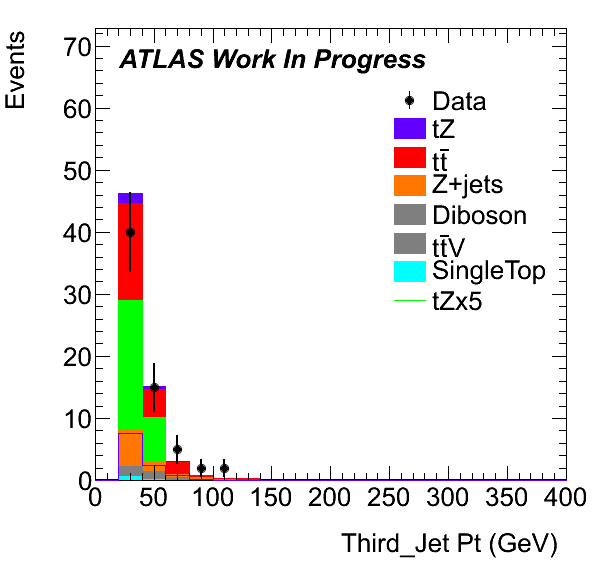 Events
ATLAS Work In Progress
Data
tZ
tt̄
Z+jets
Diboson
tt̄V
SingleTop
tZx5
70
60
50
40
30
20
10
0
0 50 100 150 200 250 300 350 400
Third_Jet Pt (GeV)